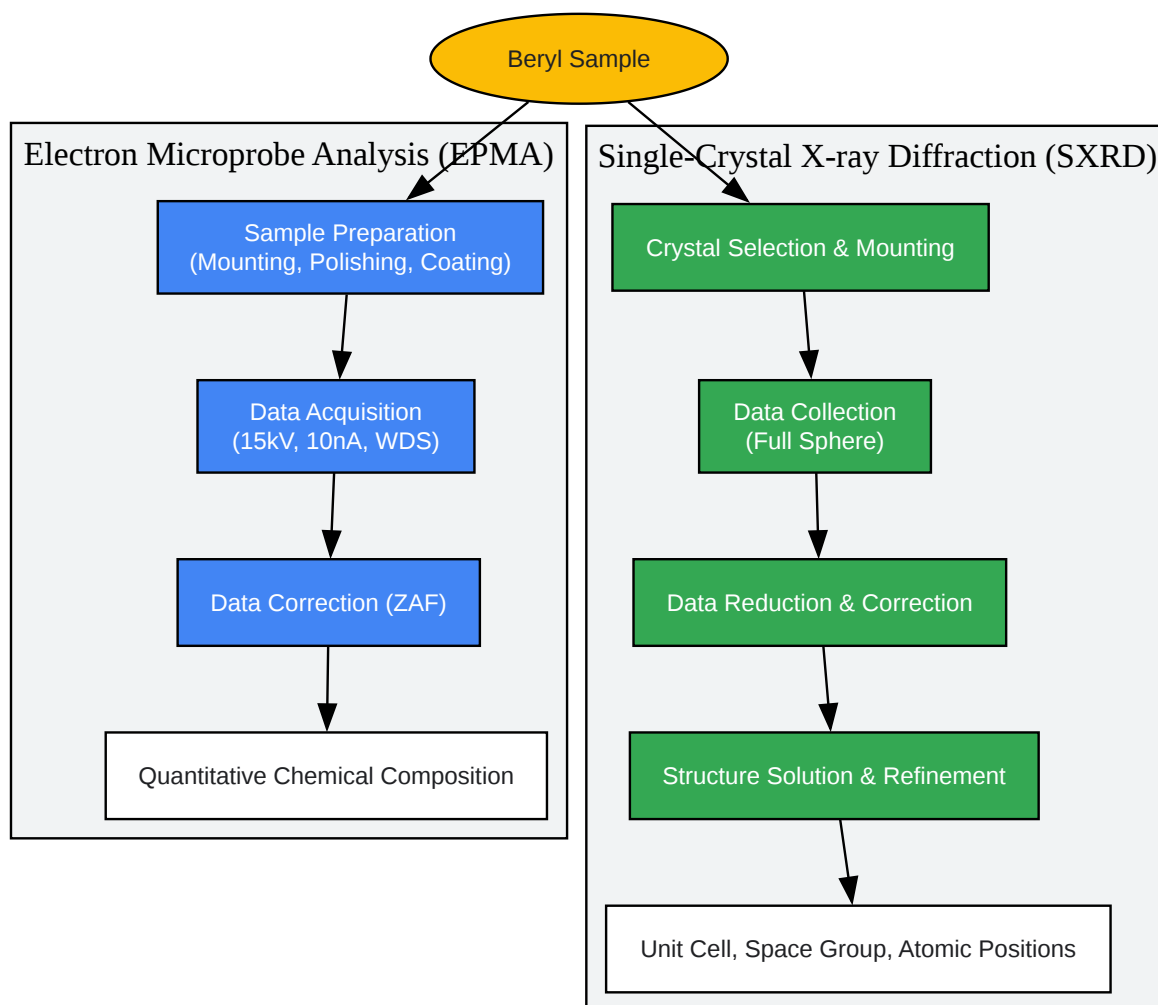 Beryl Sample
Electron Microprobe Analysis (EPMA)
Sample Preparation
(Mounting, Polishing, Coating)
Data Acquisition
(15kV, 10nA, WDS)
Data Correction (ZAF)
Quantitative Chemical Composition
Single-Crystal X-ray Diffraction (SXRD)
Crystal Selection & Mounting
Data Collection
(Full Sphere)
Data Reduction & Correction
Structure Solution & Refinement
Unit Cell, Space Group, Atomic Positions